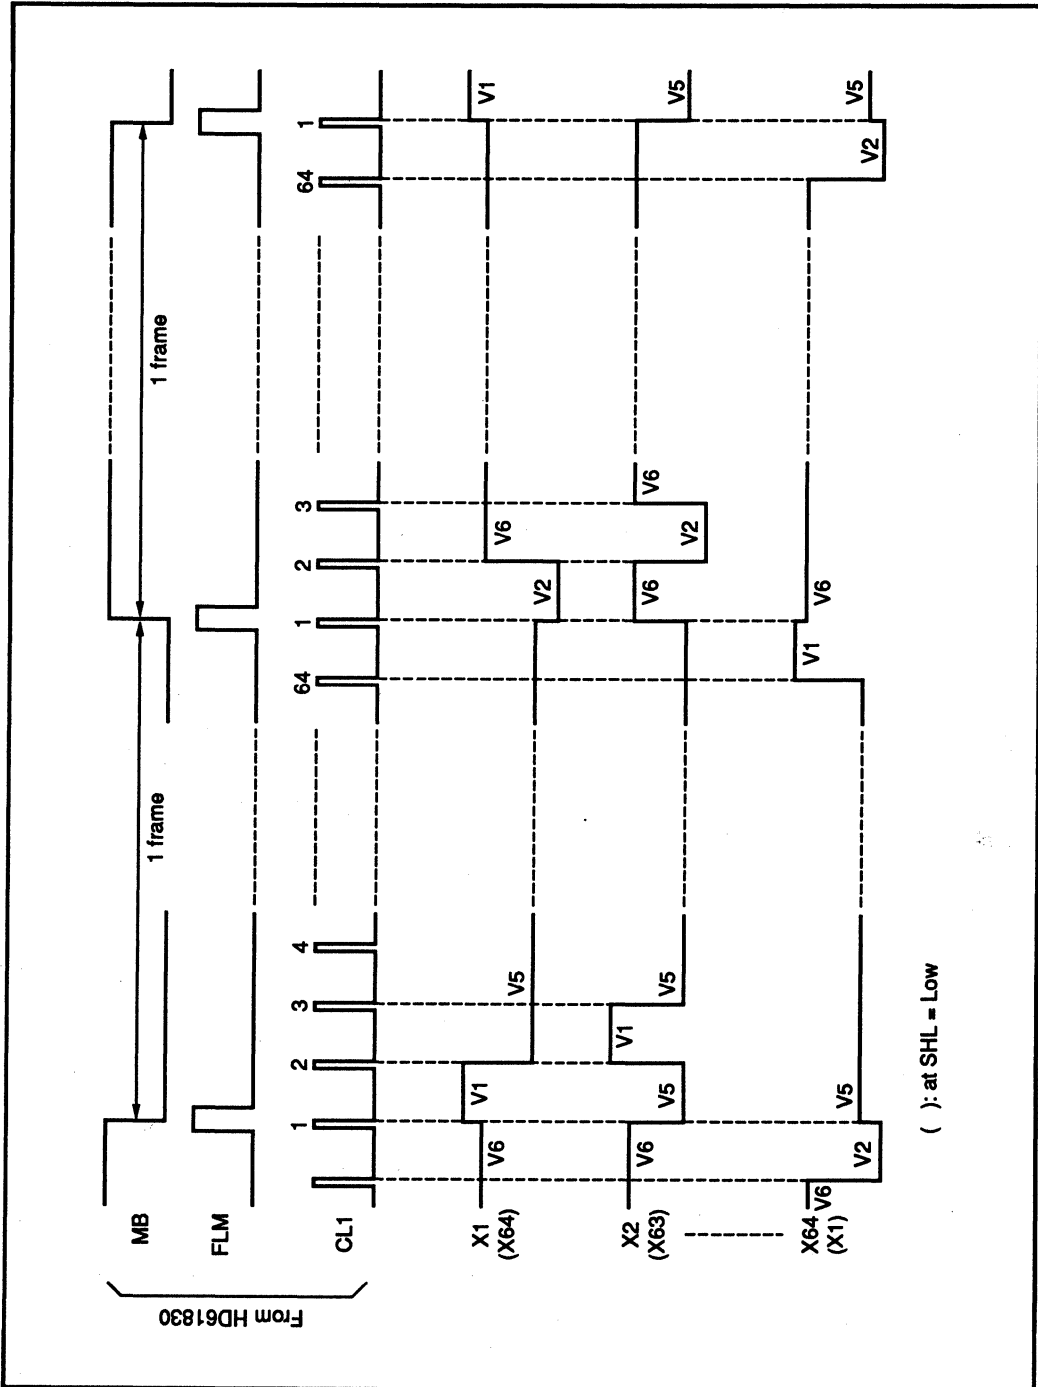 From HD61830
MB
1 frame
1 frame
FLM
CL1
1 2 3 4 64 1 2 3 64 1
X1
(X64)
V6 V1 V5 V2 V6 V1
X2
(X63)
V6 V5 V1 V5 V6 V2 V6 V5
X64
(X1)
V6 V2 V5 V1 V6 V2 V5
( ): at SHL = Low